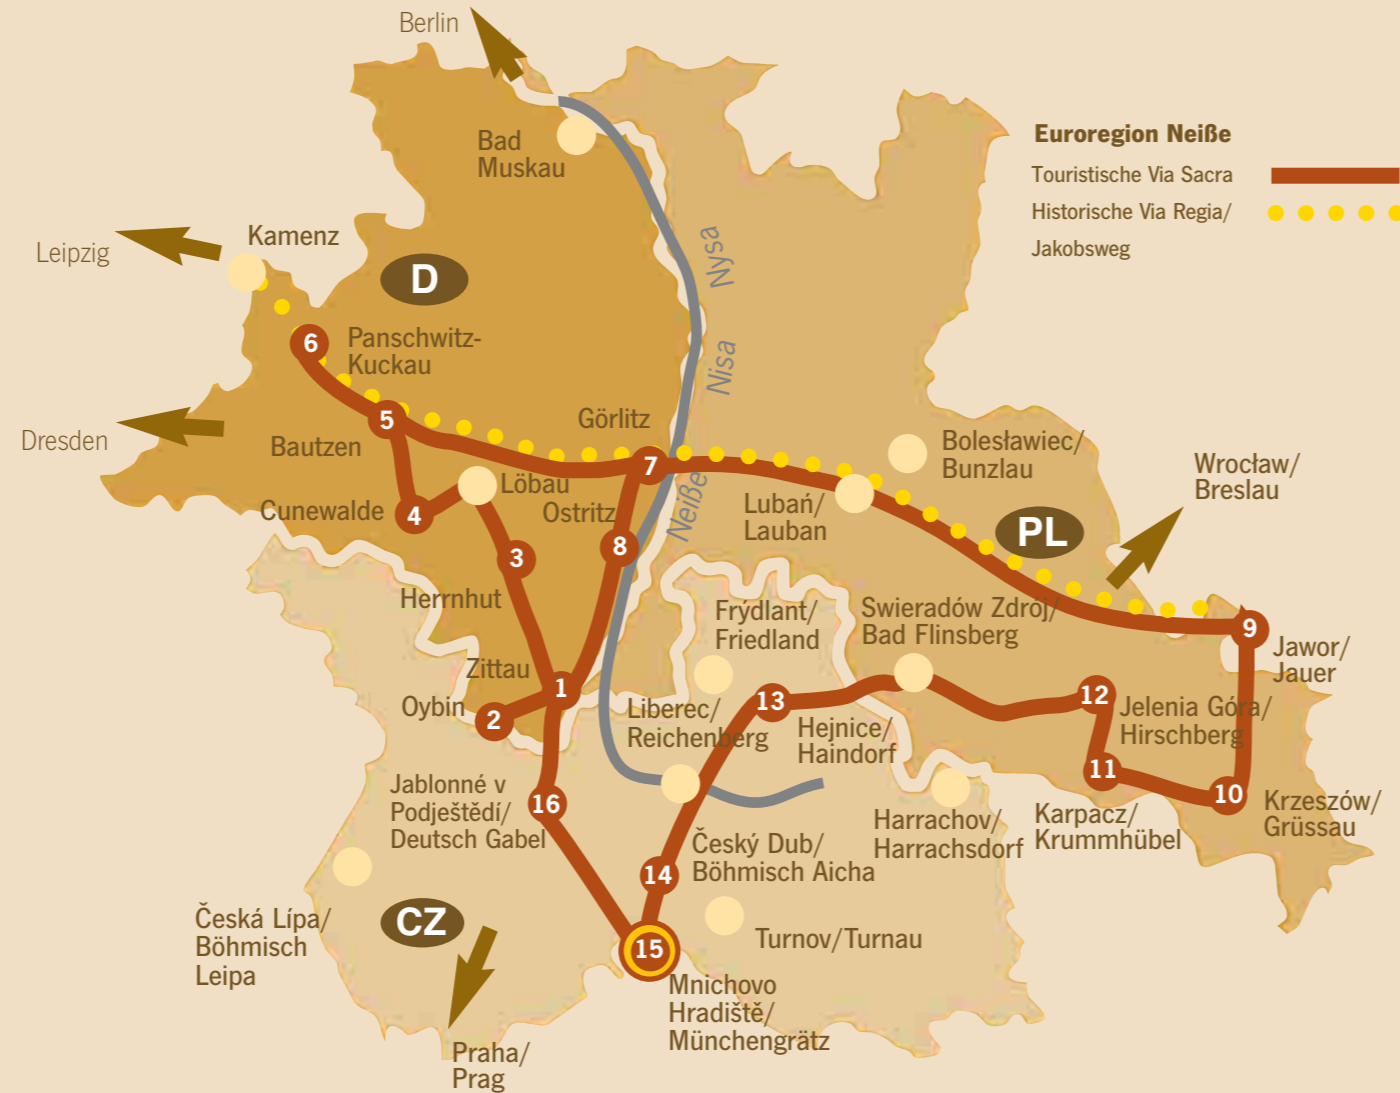 Berlin
Bad
Muskau
Euroregion Neiße
Touristische Via Sacra
Historische Via Regia/
Jakobsweg
Leipzig
Kamenz
D
Nysa
Nisa
Neiße
6
Panschwitz-
Kuckau
5
Görlitz
Dresden
Bautzen
7
Löbau
Bolesławiec/
Bunzlau
Wrocław/
Breslau
Cunewalde
4
Ostritz
Lubań/
Lauban
PL
3
8
Herrnhut
Frýdlant/
Friedland
Swieradów Zdrój/
Bad Flinsberg
9
Jawor/
Jauer
Zittau
1
Oybin
2
Liberec/
Reichenberg
13
Hejnice/
Haindorf
12
Jelenia Góra/
Hirschberg
11
10
Krzeszów/
Grüssau
Jablonné v
Podještědí/
Deutsch Gabel
16
Harrachov/
Harrachsdorf
Karpacz/
Krummhübel
Český Dub/
Böhmisch Aicha
14
Česká Lípa/
Böhmisch
Leipa
CZ
15
Turnov/Turnau
Mnichovo
Hradiště/
Münchengrätz
Praha/
Prag